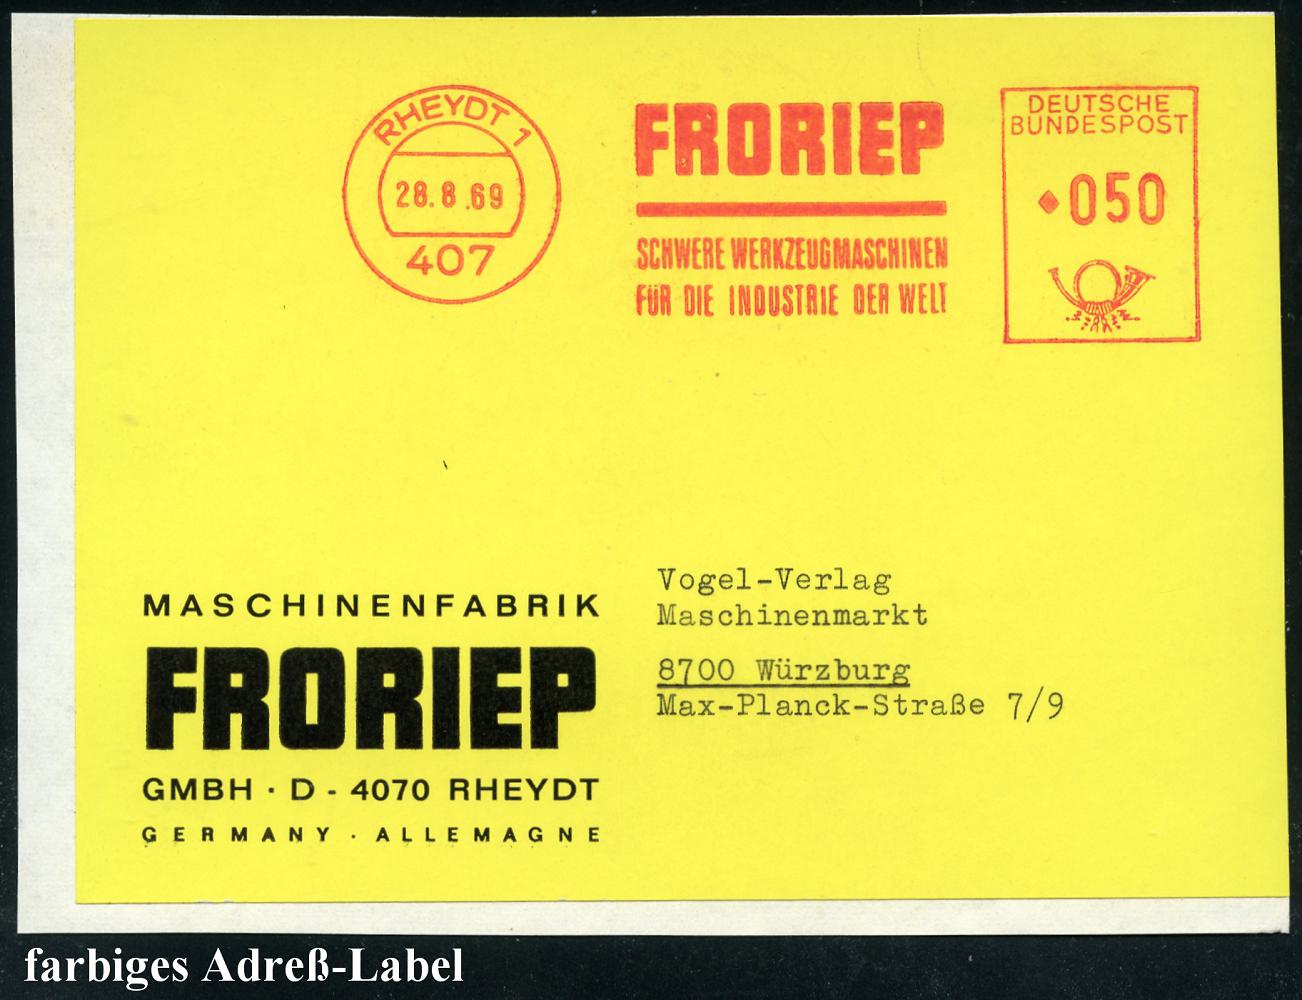 RHEYDT 1
28.8.69
407
FRORIEP
SCHWERE WERKZEUGMASCHINEN
FÜR DIE INDUSTRIE DER WELT
DEUTSCHE
BUNDESPOST
050
MASCHINENFABRIK
FRORIEP
GMBH · D - 4070 RHEYDT
GERMANY · ALLEMAGNE
Vogel-Verlag
Maschinenmarkt
8700 Würzburg
Max-Planck-Straße 7/9
farbiges Adreß-Label